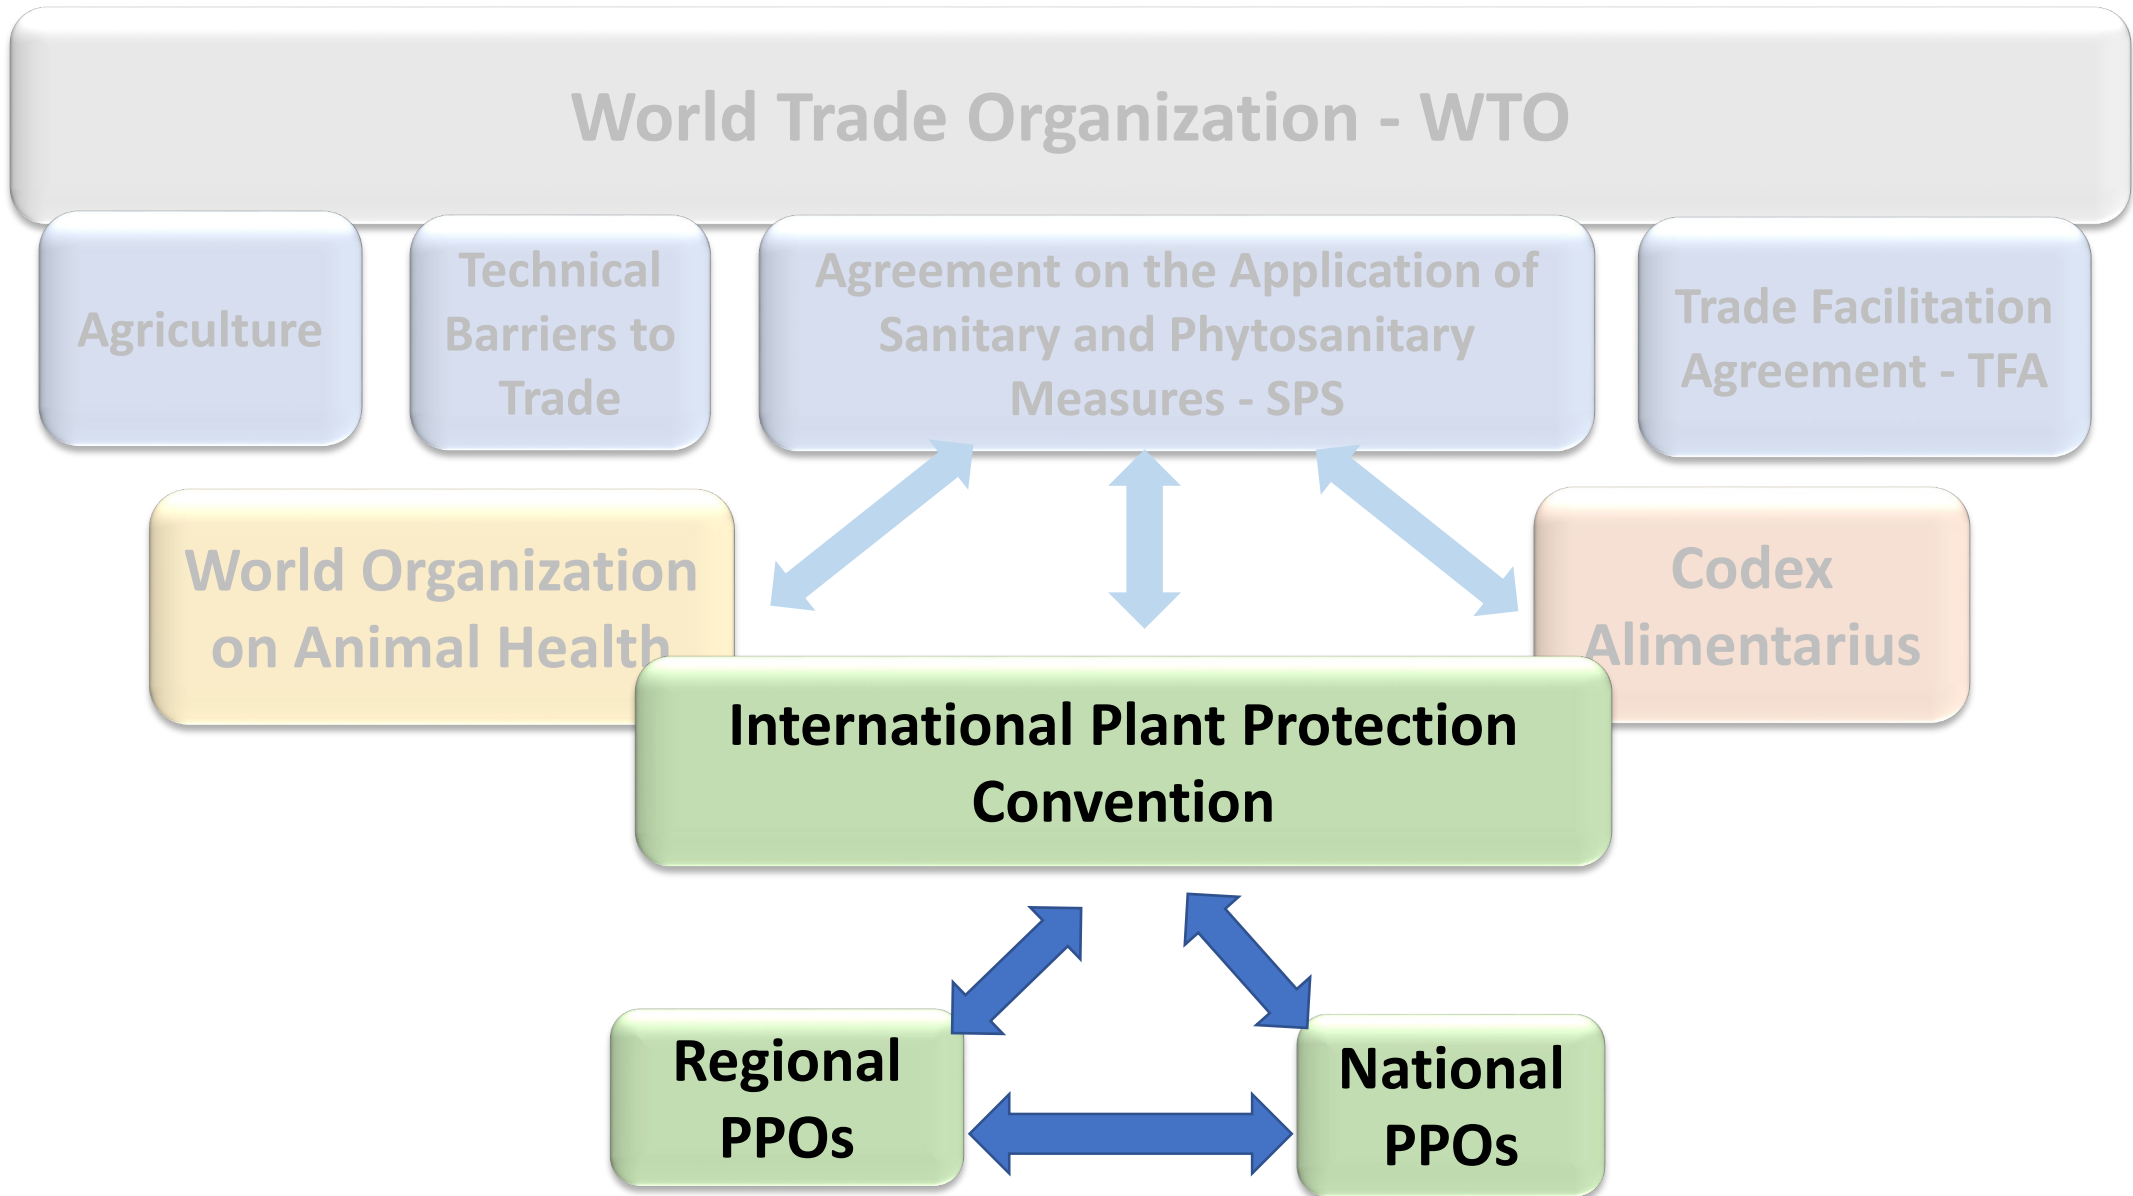 World Trade Organization - WTO
Agriculture
Technical
Barriers to
Trade
Agreement on the Application of
Sanitary and Phytosanitary
Measures - SPS
Trade Facilitation
Agreement - TFA
World Organization
on Animal Health
Codex
Alimentarius
International Plant Protection
Convention
Regional
PPOs
National
PPOs